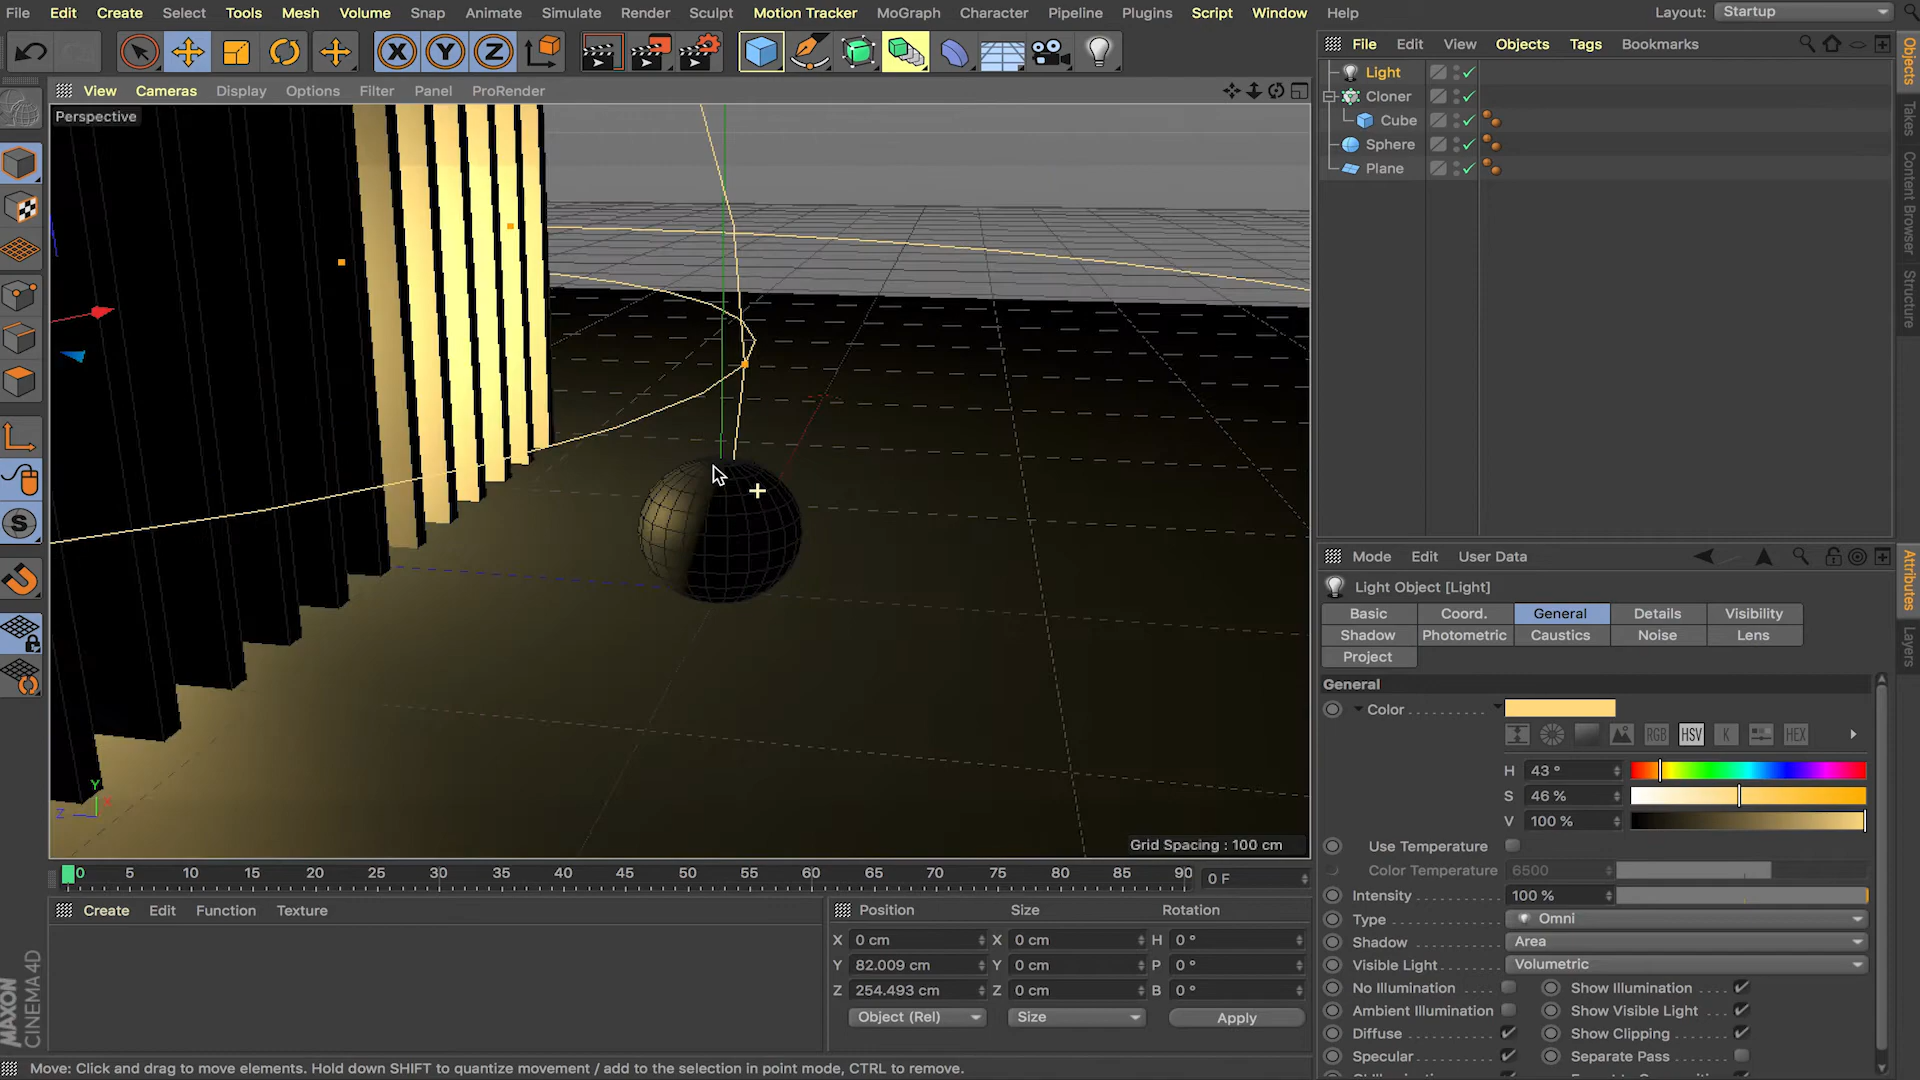 File Edit Create Select Tools Mesh Volume Snap Animate Simulate Render Sculpt Motion Tracker MoGraph Character Pipeline Plugins Script Window Help Layout: Startup
X Y Z
File Edit View Objects Tags Bookmarks
View Cameras Display Options Filter Panel ProRender
Perspective
Light
Cloner
Cube
Sphere
Plane
Objects
Takes
Content Browser
Structure
Mode Edit User Data
Light Object [Light]
Basic Coord. General Details Visibility
Shadow Photometric Caustics Noise Lens
Project
Attributes
Layers
General
Color
RGB HSV K HEX
H 43 °
S 46 %
V 100 %
Use Temperature
Color Temperature 6500
Intensity 100 %
Type Omni
Shadow Area
Visible Light Volumetric
No Illumination Show Illumination
Ambient Illumination Show Visible Light
Diffuse Show Clipping
Specular Separate Pass
Y
X
Z
Grid Spacing : 100 cm
0 5 10 15 20 25 30 35 40 45 50 55 60 65 70 75 80 85 90 0 F
Create Edit Function Texture
Position Size Rotation
X 0 cm X 0 cm H 0 °
Y 82.009 cm Y 0 cm P 0 °
Z 254.493 cm Z 0 cm B 0 °
Object (Rel) Size Apply
MAXON
CINEMA 4D
Move: Click and drag to move elements. Hold down SHIFT to quantize movement / add to the selection in point mode, CTRL to remove.